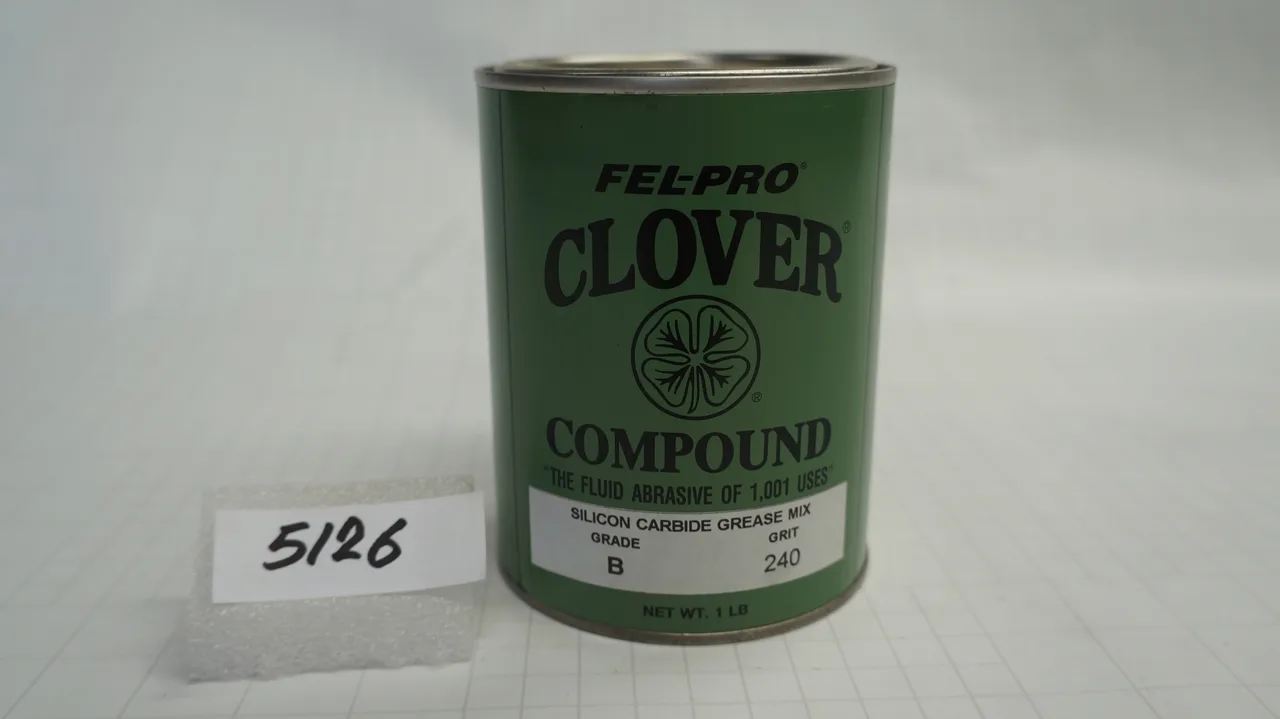 FEL-PRO®
CLOVER®
®
COMPOUND
"THE FLUID ABRASIVE OF 1,001 USES"
SILICON CARBIDE GREASE MIX
GRADE GRIT
B 240
NET WT. 1 LB
5126